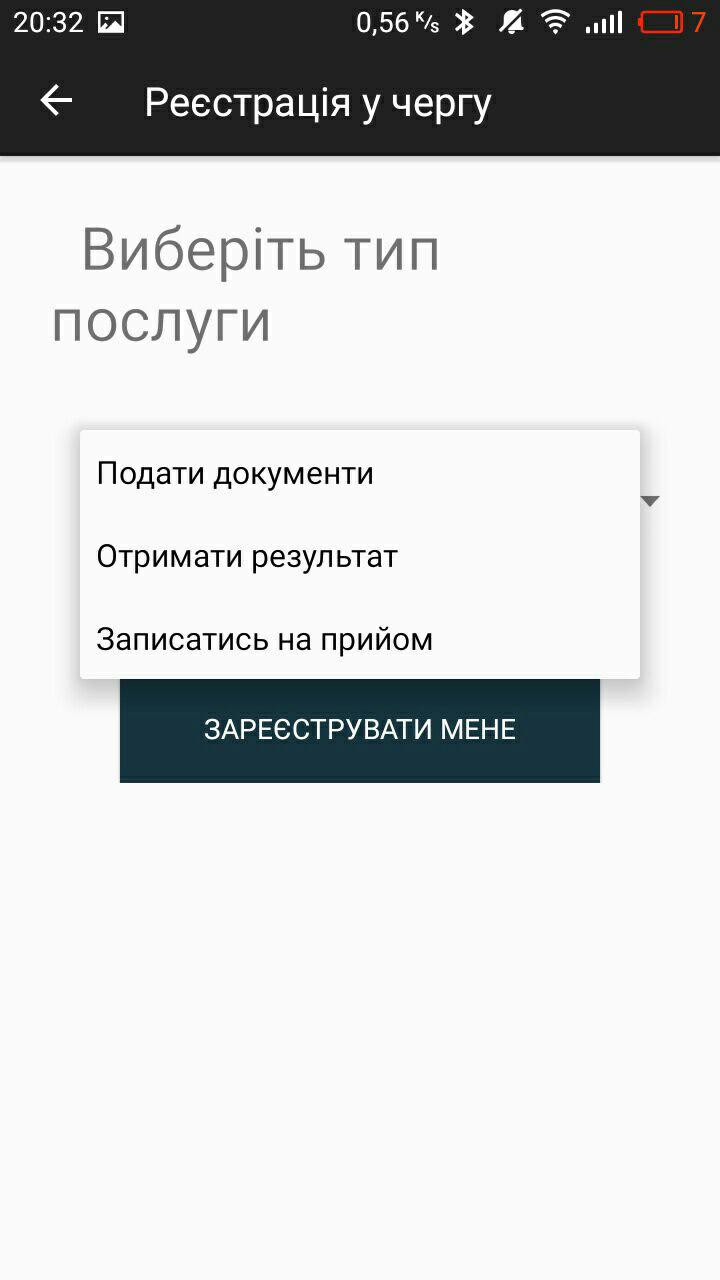 20:32 0,56 K/s 7
Реєстрація у чергу
Виберіть тип
послуги
Подати документи
Отримати результат
Записатись на прийом
ЗАРЕЄСТРУВАТИ МЕНЕ